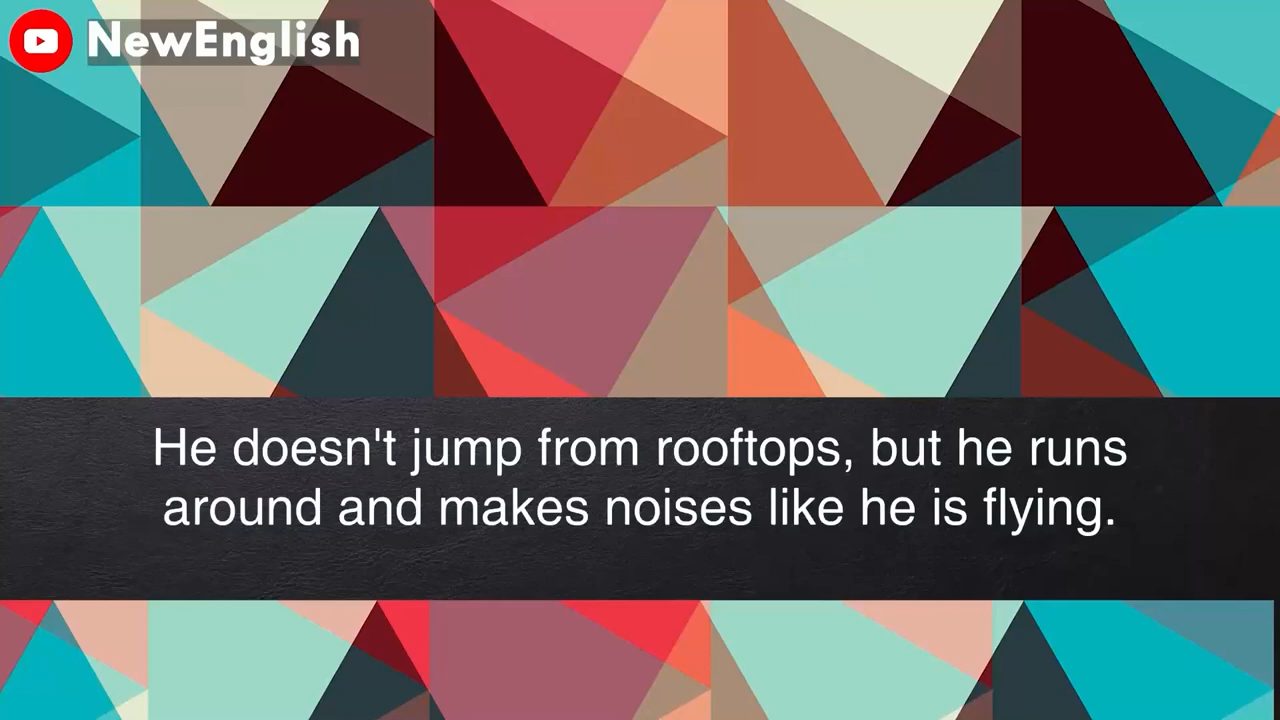 NewEnglish
He doesn't jump from rooftops, but he runs
around and makes noises like he is flying.